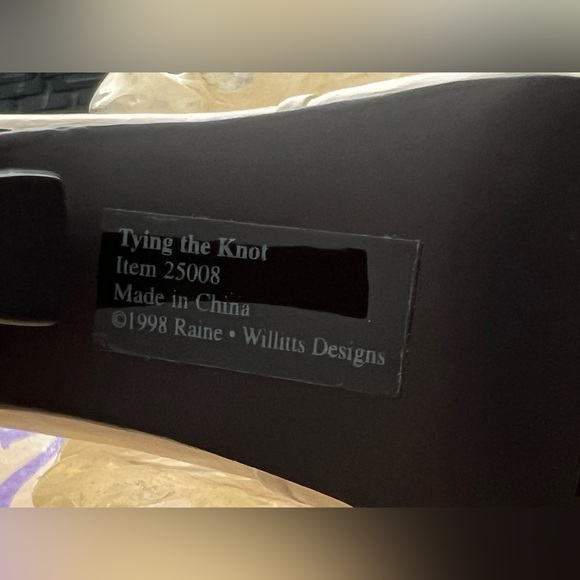 Tying the Knot
Item 25008
Made in China
©1998 Raine • Willitts Designs